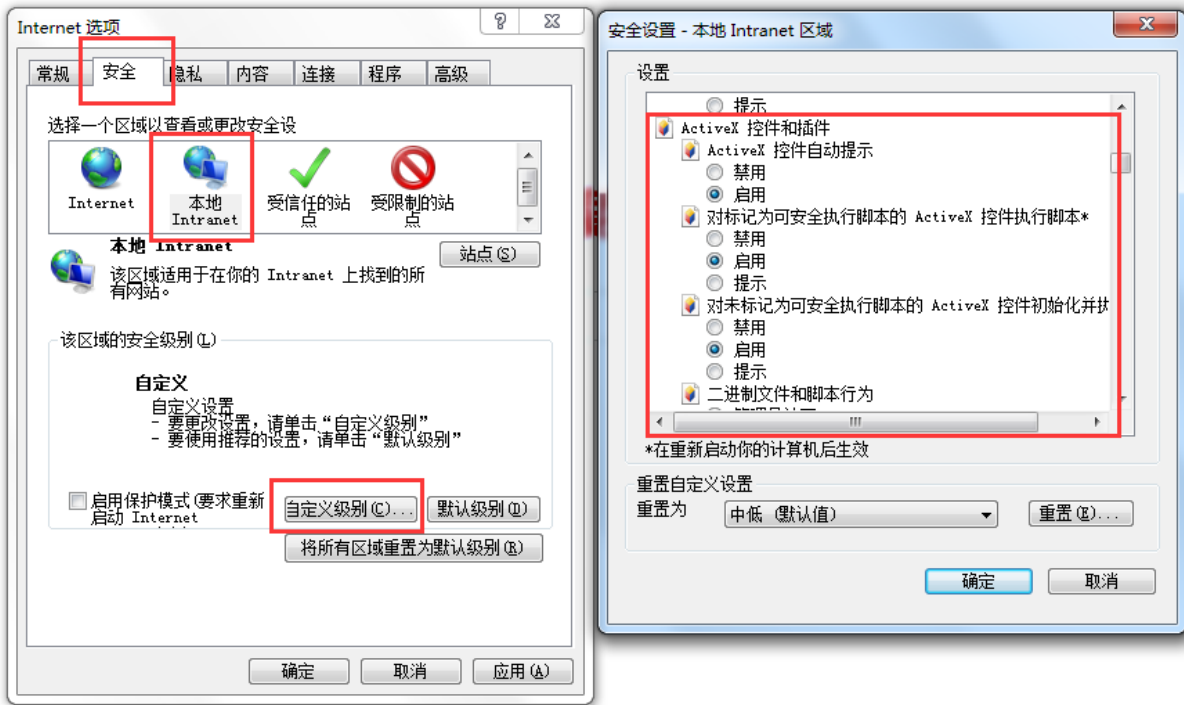 Internet 选项
常规
安全
隐私
内容
连接
程序
高级
选择一个区域以查看或更改安全设
Internet
本地
Intranet
受信任的站
点
受限制的站
点
本地 Intranet
站点(S)
该区域适用于在你的 Intranet 上找到的所
有网站。
该区域的安全级别(L)
自定义
自定义设置
- 要更改设置，请单击“自定义级别”
- 要使用推荐的设置，请单击“默认级别”
启用保护模式(要求重新
启动 Internet
自定义级别(C)...
默认级别(D)
将所有区域重置为默认级别(R)
确定
取消
应用(A)
安全设置 - 本地 Intranet 区域
设置
提示
ActiveX 控件和插件
ActiveX 控件自动提示
禁用
启用
对标记为可安全执行脚本的 ActiveX 控件执行脚本*
禁用
启用
提示
对未标记为可安全执行脚本的 ActiveX 控件初始化并执
禁用
启用
提示
二进制文件和脚本行为
*在重新启动你的计算机后生效
重置自定义设置
重置为
中低 (默认值)
重置(E)...
确定
取消